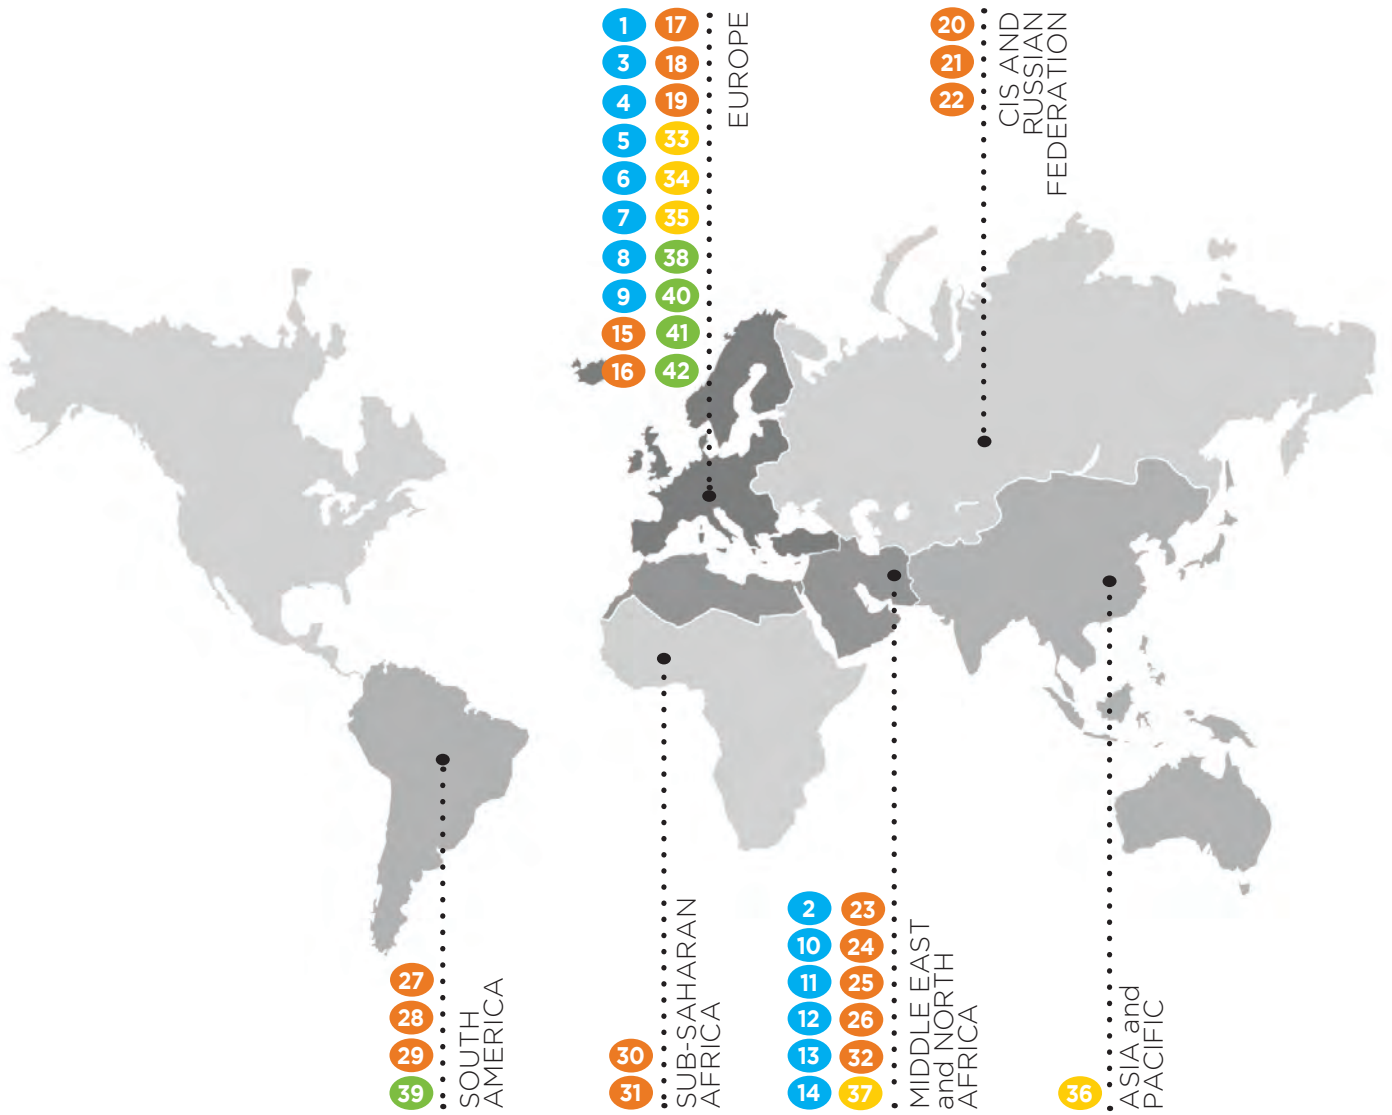 1 17
3 18
4 19
5 33
6 34
7 35
8 38
9 40
15 41
16 42
EUROPE
20
21
22
CIS AND
RUSSIAN
FEDERATION
27
28
29
39
SOUTH
AMERICA
30
31
SUB-SAHARAN
AFRICA
2 23
10 24
11 25
12 26
13 32
14 37
MIDDLE EAST
and NORTH
AFRICA
36
ASIA and
PACIFIC